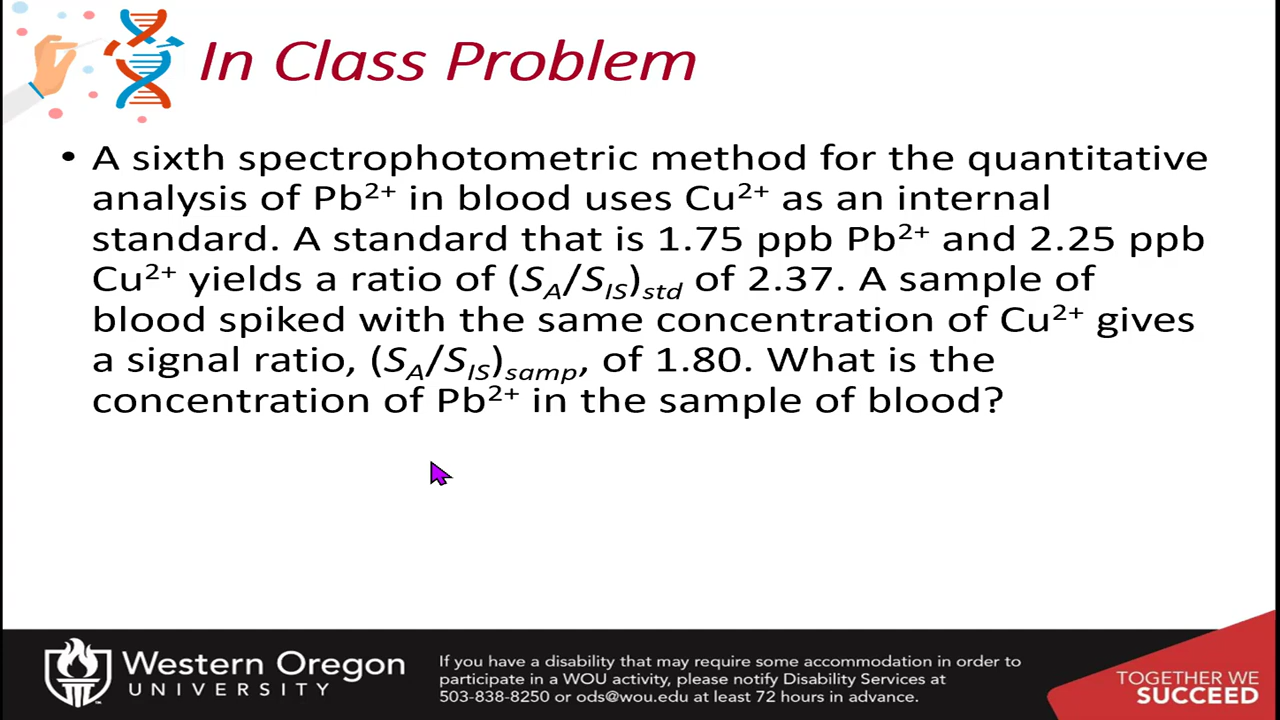 In Class Problem
• A sixth spectrophotometric method for the quantitative
analysis of Pb²⁺ in blood uses Cu²⁺ as an internal
standard. A standard that is 1.75 ppb Pb²⁺ and 2.25 ppb
Cu²⁺ yields a ratio of (S_A/S_IS)_std of 2.37. A sample of
blood spiked with the same concentration of Cu²⁺ gives
a signal ratio, (S_A/S_IS)_samp, of 1.80. What is the
concentration of Pb²⁺ in the sample of blood?
Western Oregon
UNIVERSITY
If you have a disability that may require some accommodation in order to
participate in a WOU activity, please notify Disability Services at
503-838-8250 or ods@wou.edu at least 72 hours in advance.
TOGETHER WE
SUCCEED